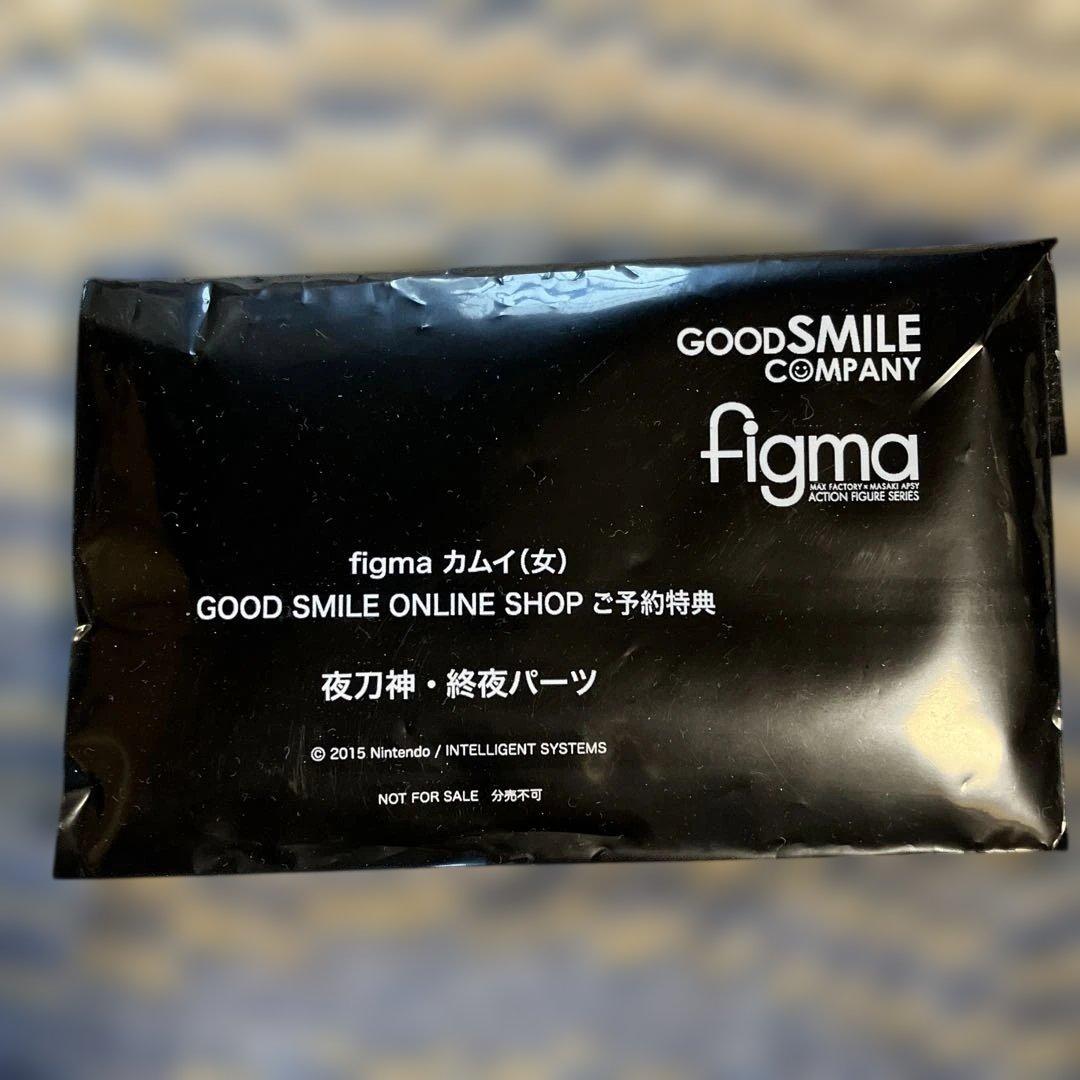 GOOD SMILE
COMPANY
figma
MAX FACTORY × MASAKI APSY
ACTION FIGURE SERIES
figma カムイ(女)
GOOD SMILE ONLINE SHOP ご予約特典
夜刀神・終夜パーツ
© 2015 Nintendo / INTELLIGENT SYSTEMS
NOT FOR SALE 分売不可